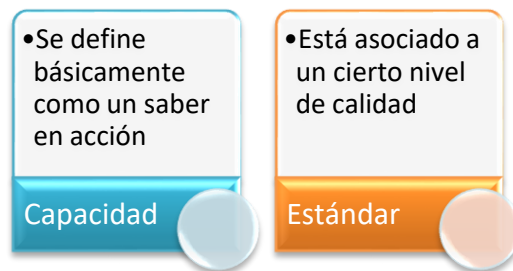 •Se define
básicamente
como un saber
en acción
Capacidad
•Está asociado a
un cierto nivel
de calidad
Estándar